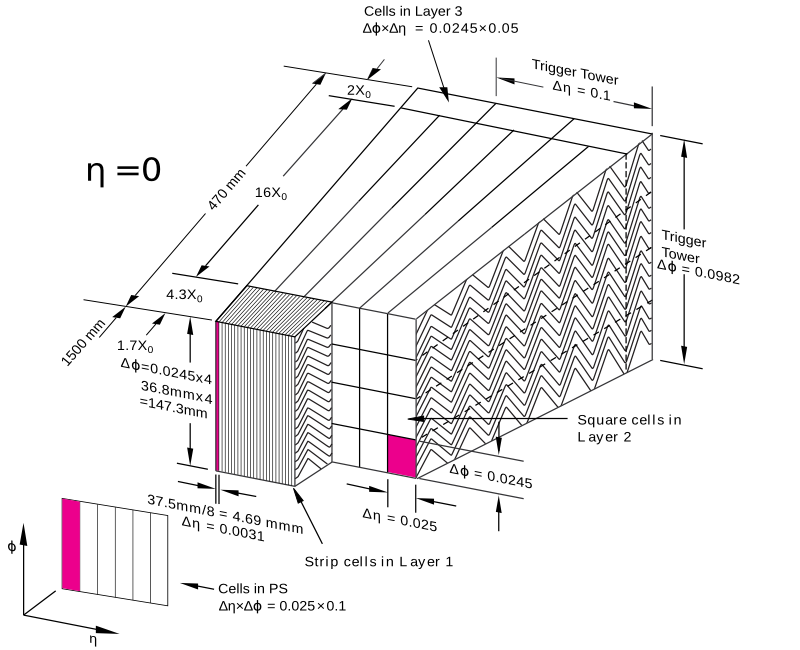 Cells in Layer 3
Δϕ×Δη = 0.0245×0.05
Trigger Tower
Δη = 0.1
2X₀
470 mm
16X₀
η =0
Trigger
Tower
Δϕ = 0.0982
4.3X₀
1500 mm
1.7X₀
Δϕ=0.0245x4
36.8mmx4
=147.3mm
Square cells in
Layer 2
Δϕ = 0.0245
37.5mm/8 = 4.69 mmm
Δη = 0.0031
Δη = 0.025
Strip cells in Layer 1
ϕ
Cells in PS
Δη×Δϕ = 0.025×0.1
η